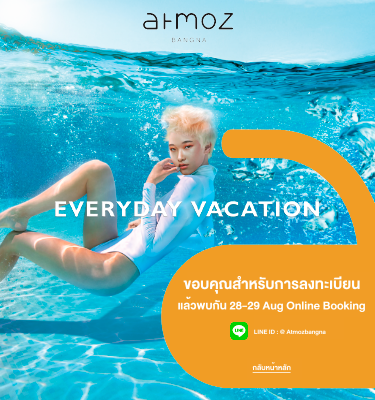 atmoz
BANGNA
EVERYDAY VACATION
ขอบคุณสำหรับการลงทะเบียน
แล้วพบกัน 28-29 Aug Online Booking
LINE
LINE ID : @ Atmozbangna
กลับหน้าหลัก